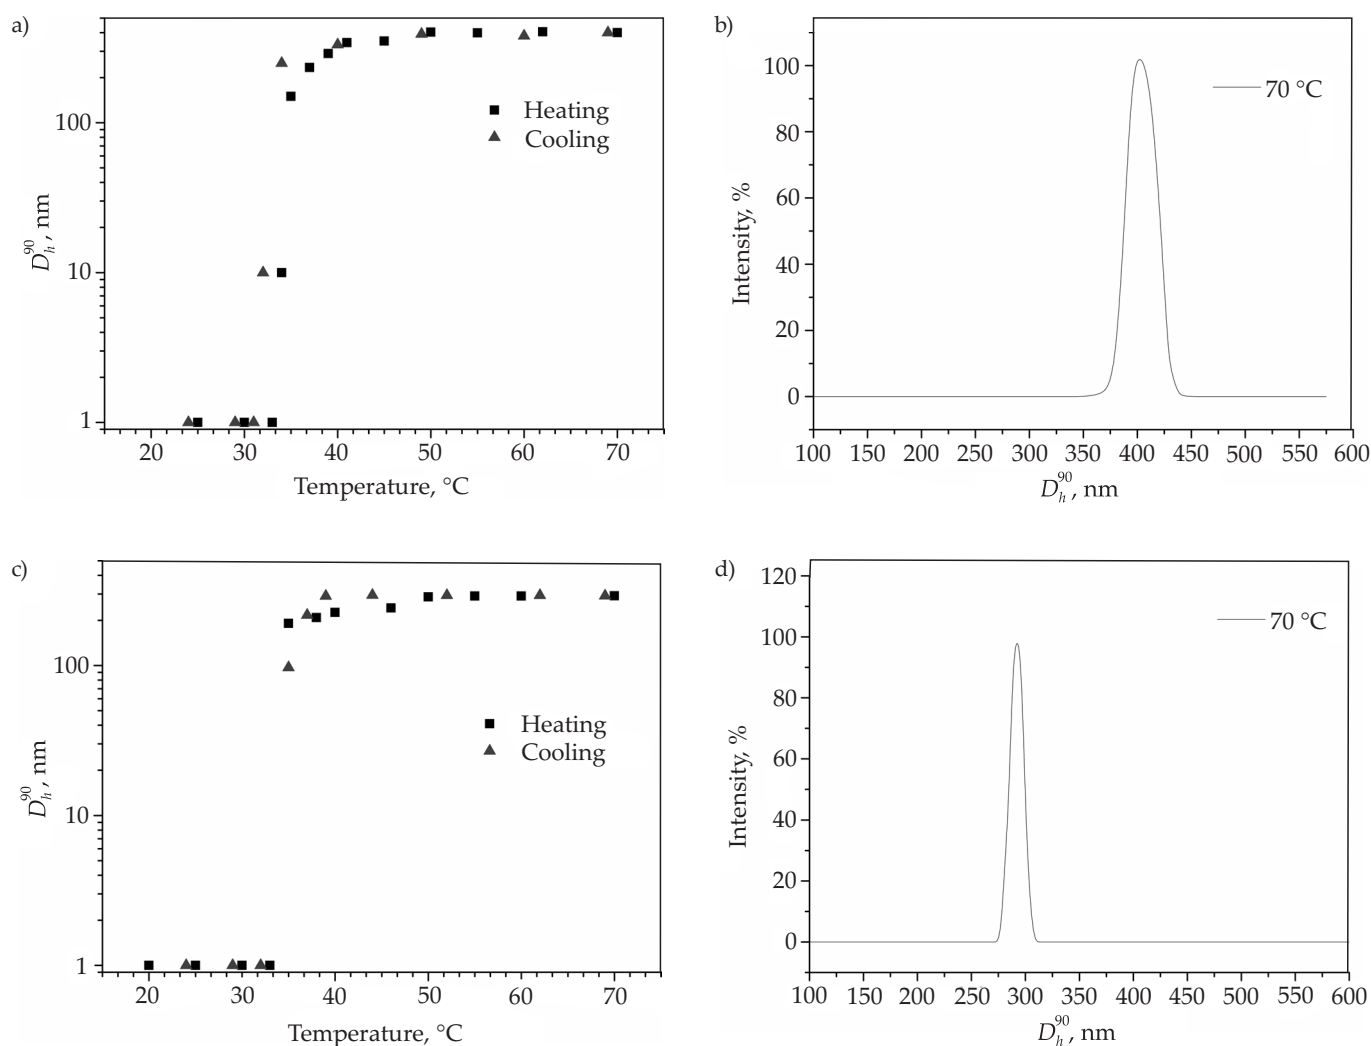 a)
100
10
1
D_h^90, nm
20 30 40 50 60 70
Temperature, °C
Heating
Cooling
b)
100
80
60
40
20
0
Intensity, %
70 °C
100 150 200 250 300 350 400 450 500 550 600
D_h^90, nm
c)
100
10
1
D_h^90, nm
20 30 40 50 60 70
Temperature, °C
Heating
Cooling
d)
120
100
80
60
40
20
0
Intensity, %
70 °C
100 150 200 250 300 350 400 450 500 550 600
D_h^90, nm